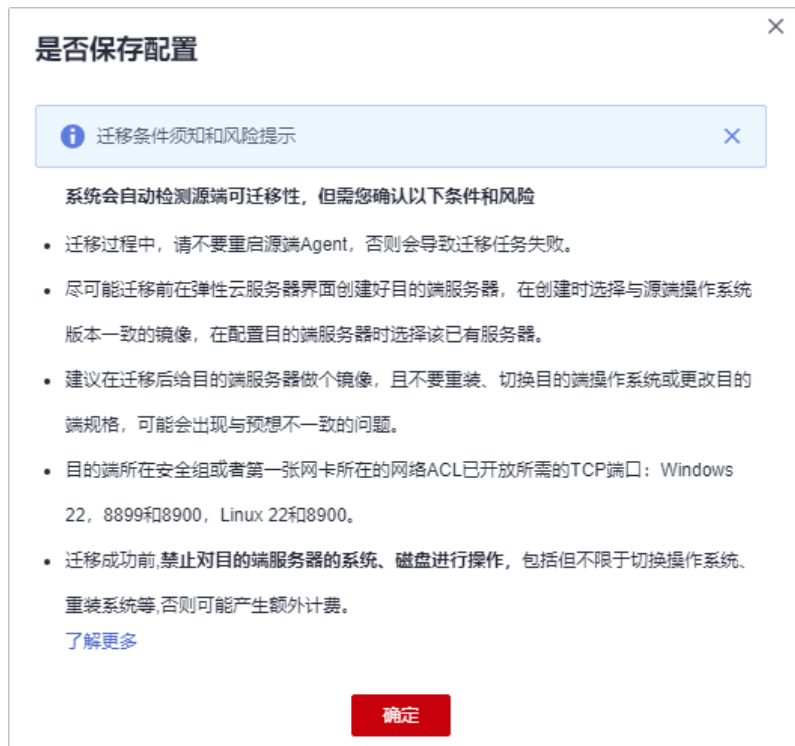 是否保存配置
迁移条件须知和风险提示
系统会自动检测源端可迁移性，但需您确认以下条件和风险
迁移过程中，请不要重启源端Agent，否则会导致迁移任务失败。
尽可能迁移前在弹性云服务器界面创建好目的端服务器，在创建时选择与源端操作系统
版本一致的镜像，在配置目的端服务器时选择该已有服务器。
建议在迁移后给目的端服务器做个镜像，且不要重装、切换目的端操作系统或更改目的
端规格，可能会出现与预想不一致的问题。
目的端所在安全组或者第一张网卡所在的网络ACL已开放所需的TCP端口：Windows
22，8899和8900，Linux 22和8900。
迁移成功前,禁止对目的端服务器的系统、磁盘进行操作，包括但不限于切换操作系统、
重装系统等,否则可能产生额外计费。
了解更多
确定